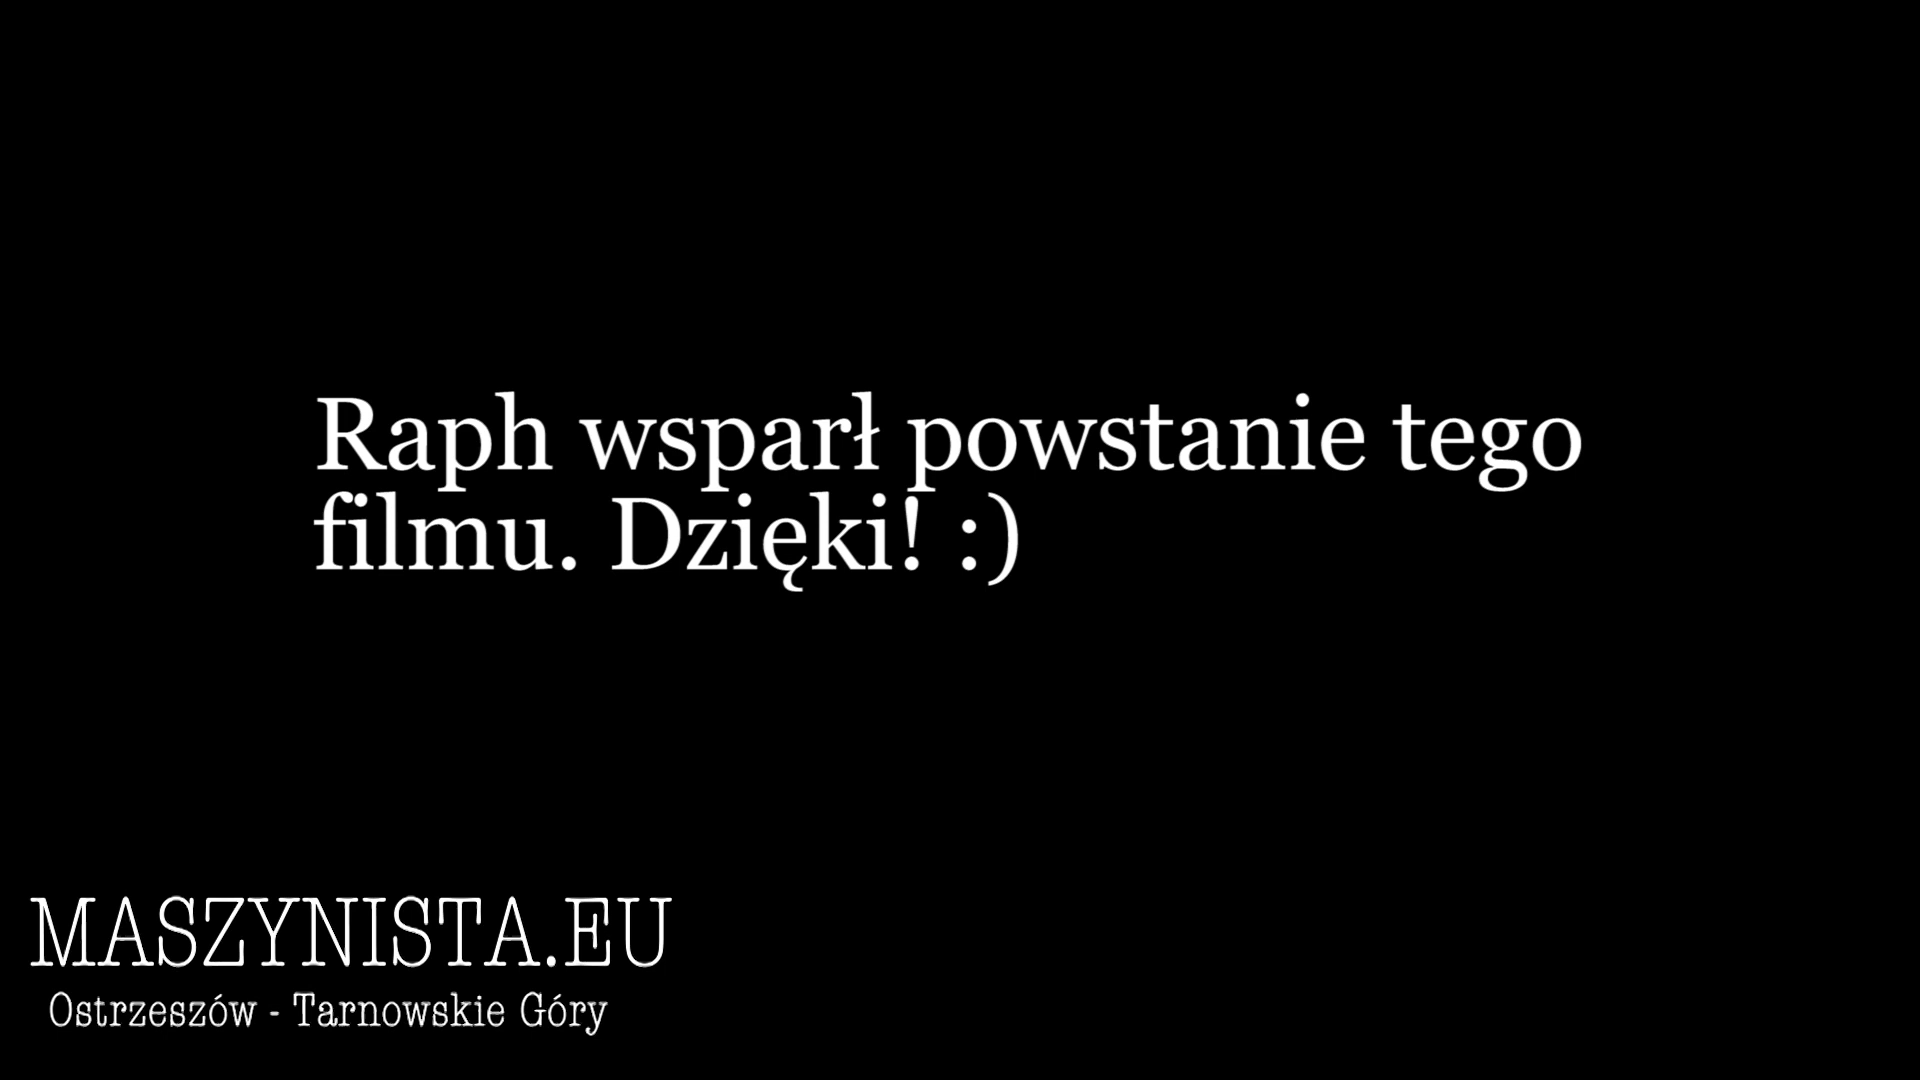 Raph wsparł powstanie tego
filmu. Dzięki! :)
MASZYNISTA.EU
Ostrzeszów - Tarnowskie Góry